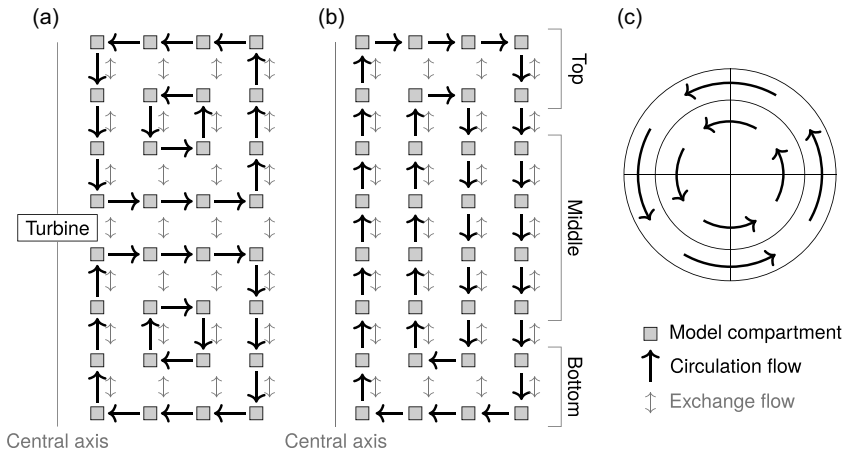 (a)
(b)
(c)
Top
Middle
Bottom
Turbine
Model compartment
Circulation flow
Exchange flow
Central axis
Central axis